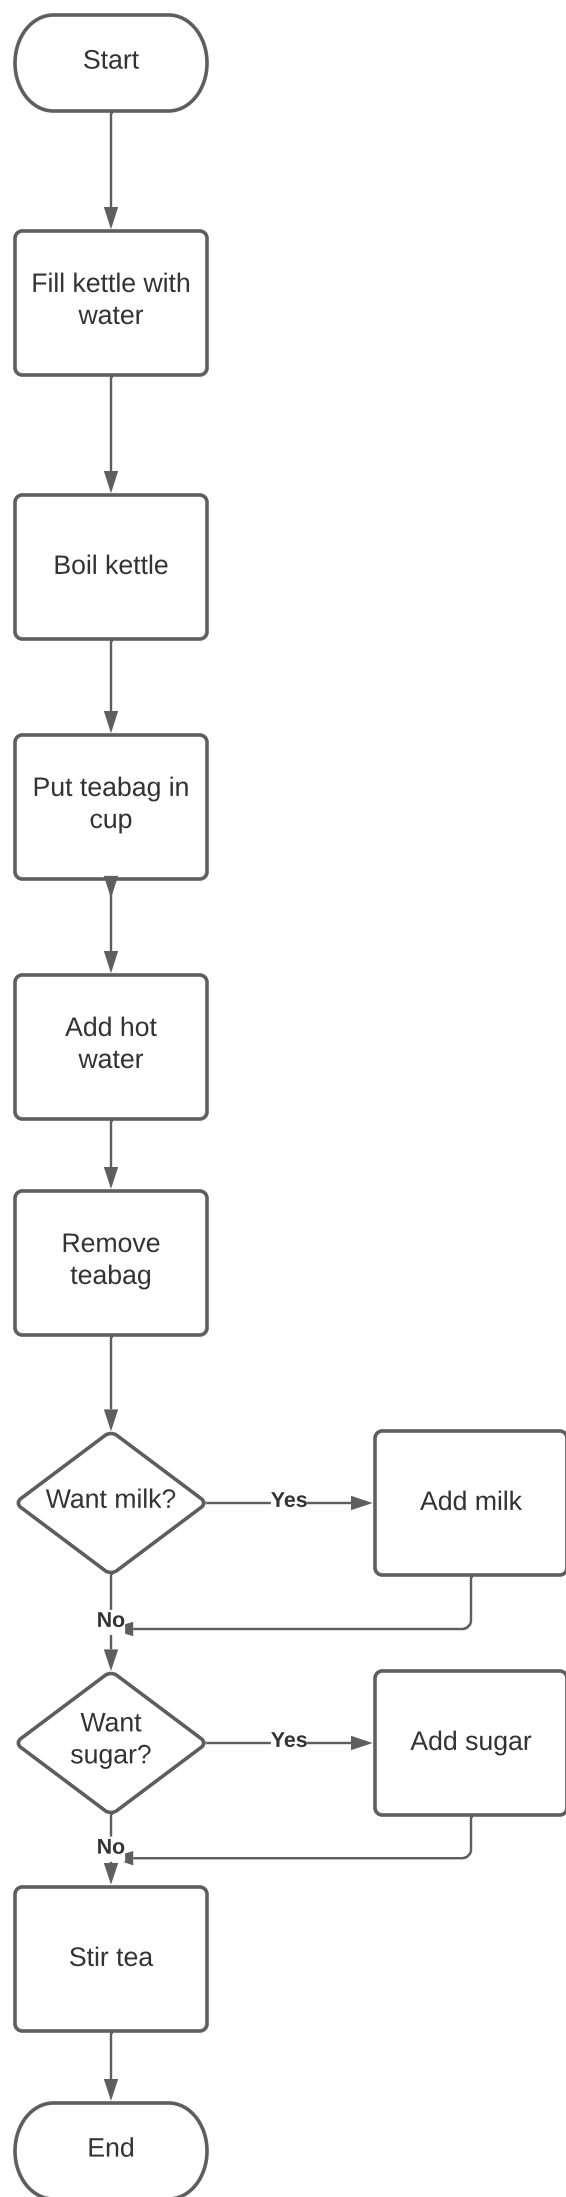 Start
Fill kettle with
water
Boil kettle
Put teabag in
cup
Add hot
water
Remove
teabag
Want milk?
Yes
Add milk
No
Want
sugar?
Yes
Add sugar
No
Stir tea
End